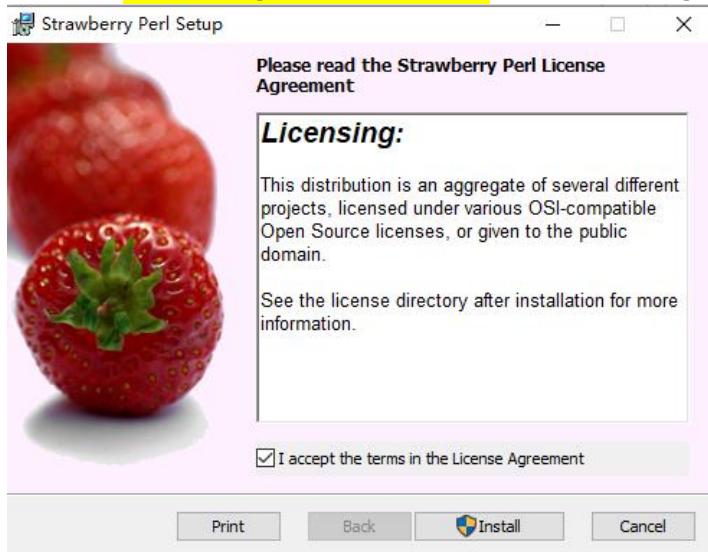 Strawberry Perl Setup
Please read the Strawberry Perl License
Agreement
Licensing:
This distribution is an aggregate of several different
projects, licensed under various OSI-compatible
Open Source licenses, or given to the public
domain.
See the license directory after installation for more
information.
I accept the terms in the License Agreement
Print Back Install Cancel